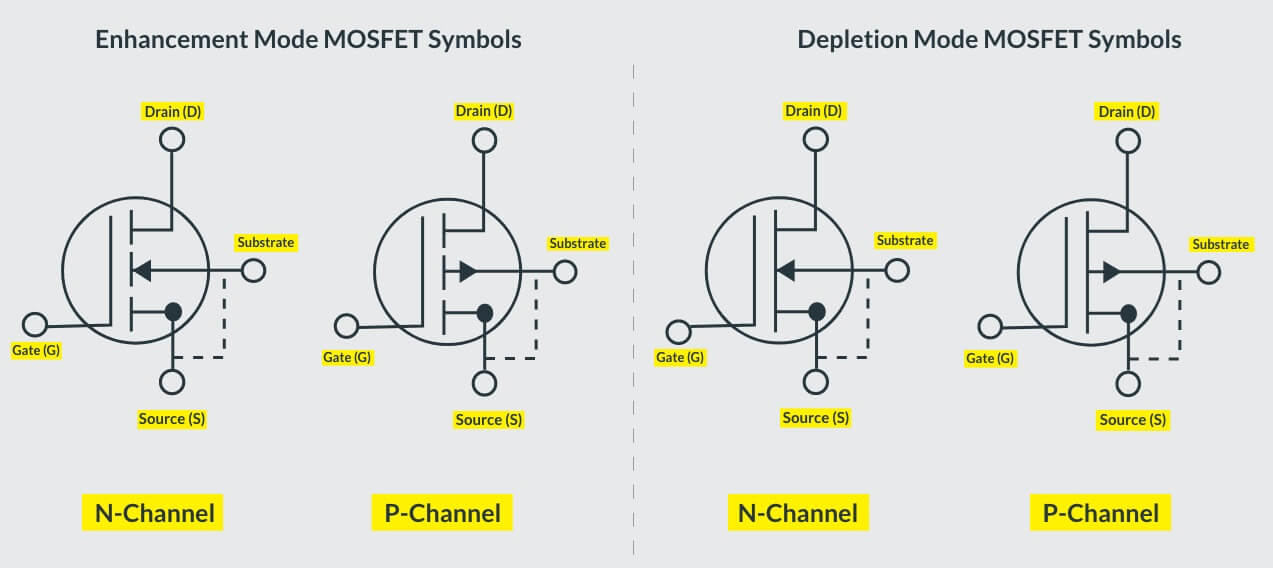 Enhancement Mode MOSFET Symbols
Depletion Mode MOSFET Symbols
Drain (D)
Substrate
Gate (G)
Source (S)
N-Channel
Drain (D)
Substrate
Gate (G)
Source (S)
P-Channel
Drain (D)
Substrate
Gate (G)
Source (S)
N-Channel
Drain (D)
Substrate
Gate (G)
Source (S)
P-Channel